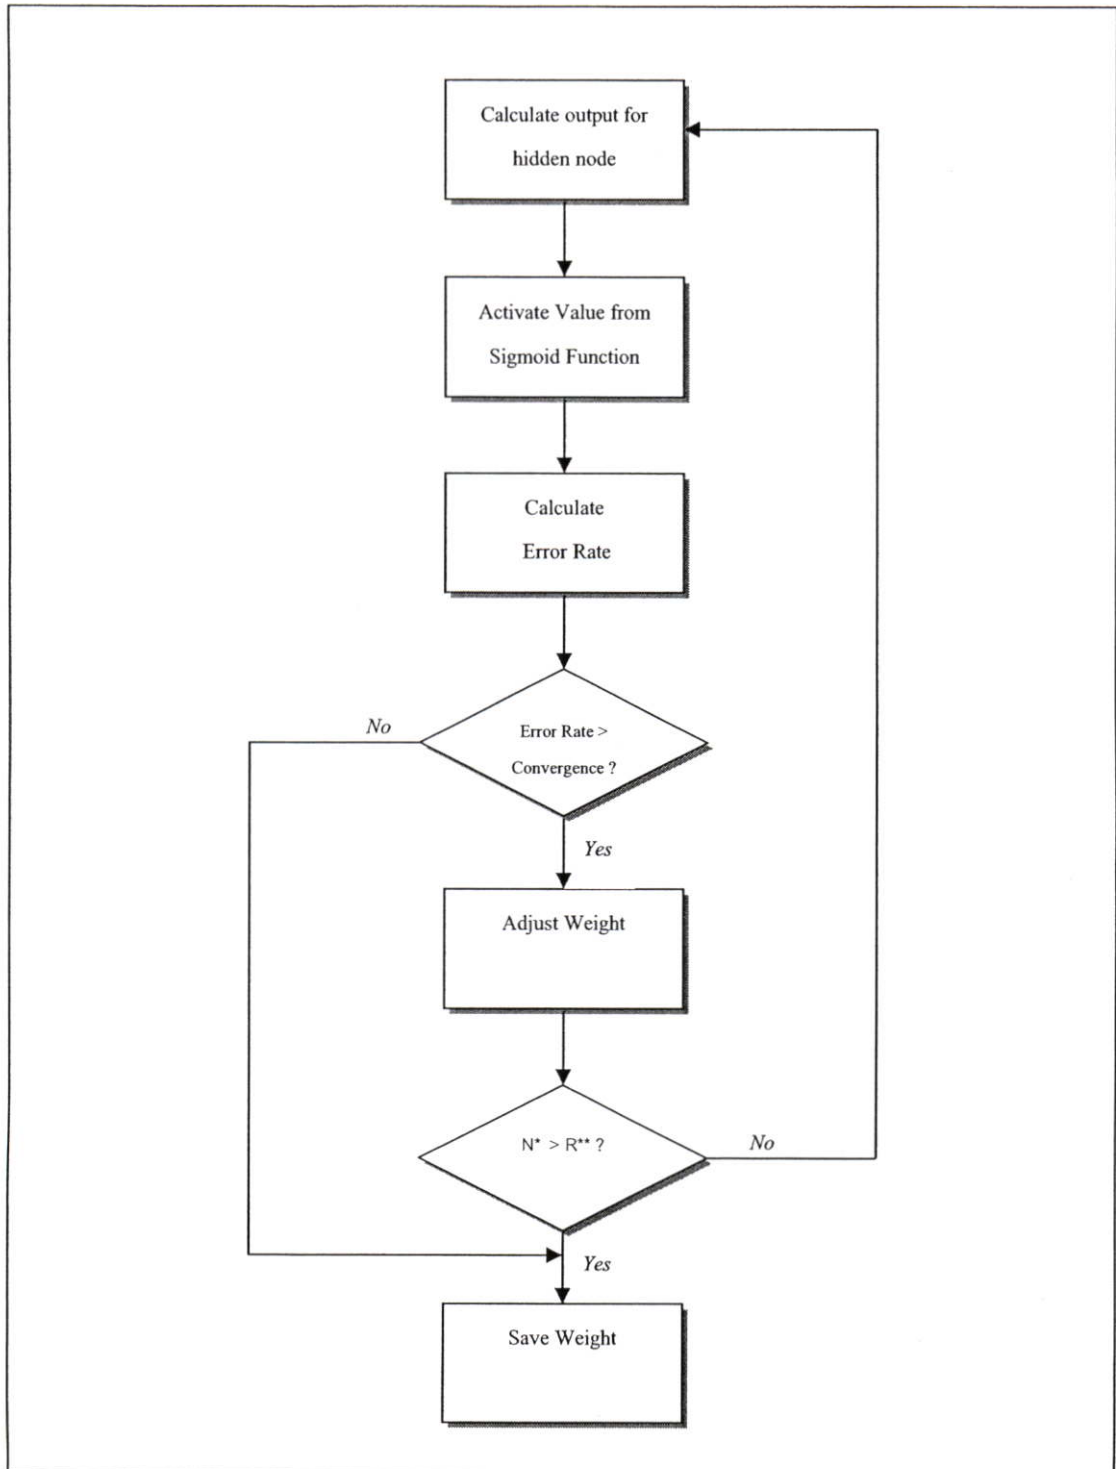 Calculate output for
hidden node
Activate Value from
Sigmoid Function
Calculate
Error Rate
No
Error Rate >
Convergence ?
Yes
Adjust Weight
N* > R** ?
No
Yes
Save Weight